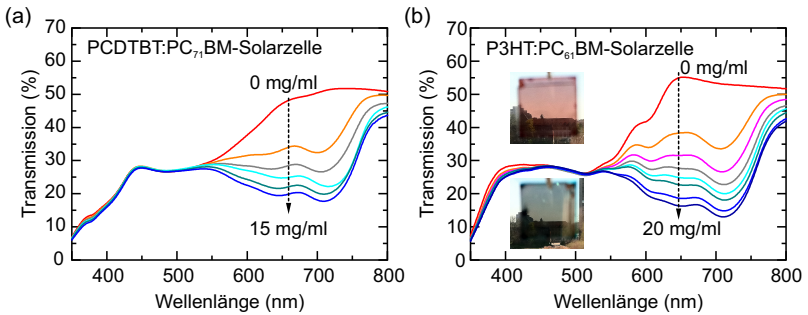 (a)
PCDTBT:PC₇₁BM-Solarzelle
0 mg/ml
15 mg/ml
Transmission (%)
70
60
50
40
30
20
10
0
400 500 600 700 800
Wellenlänge (nm)
(b)
P3HT:PC₆₁BM-Solarzelle
0 mg/ml
20 mg/ml
Transmission (%)
70
60
50
40
30
20
10
0
400 500 600 700 800
Wellenlänge (nm)